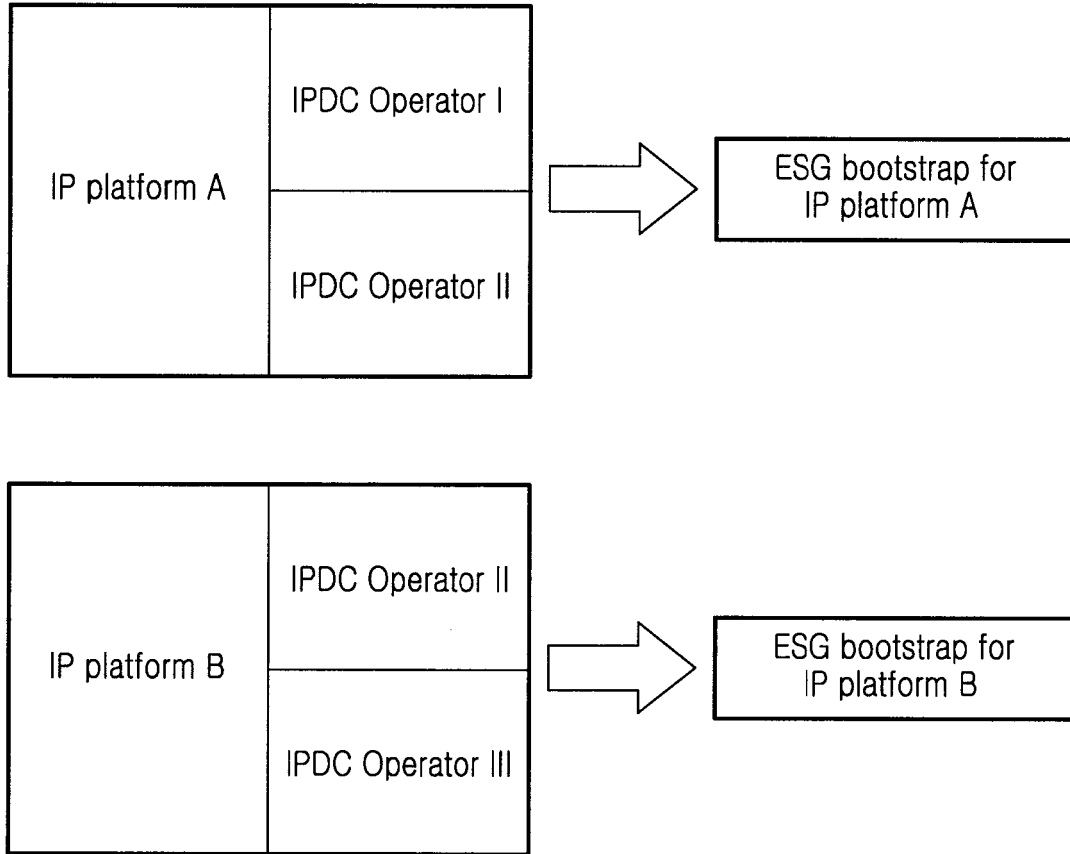 IP platform A
IPDC Operator I
IPDC Operator II
ESG bootstrap for
IP platform A
IP platform B
IPDC Operator II
IPDC Operator III
ESG bootstrap for
IP platform B